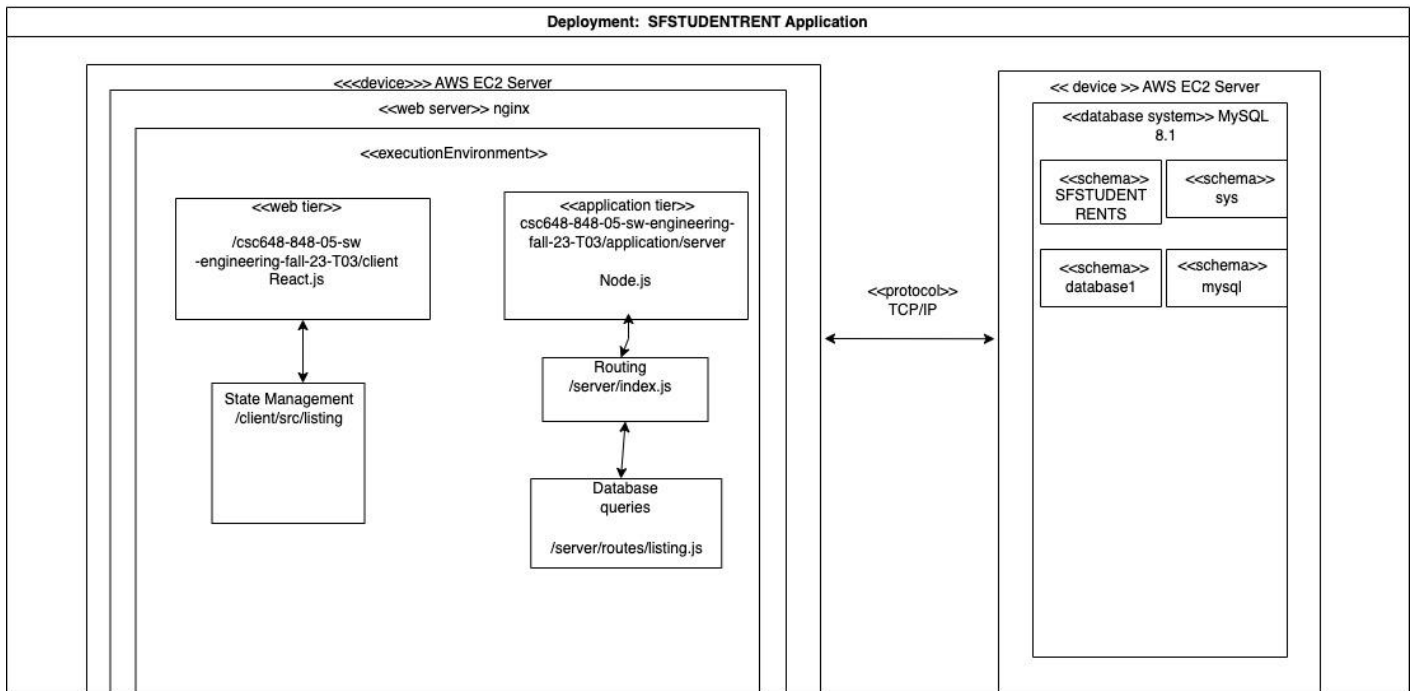 Deployment: SFSTUDENTRENT Application
<<<device>>> AWS EC2 Server
<<web server>> nginx
<<executionEnvironment>>
<<web tier>>
/csc648-848-05-sw
-engineering-fall-23-T03/client
React.js
State Management
/client/src/listing
<<application tier>>
csc648-848-05-sw-engineering-
fall-23-T03/application/server
Node.js
Routing
/server/index.js
Database
queries
/server/routes/listing.js
<<protocol>>
TCP/IP
<< device >> AWS EC2 Server
<<database system>> MySQL
8.1
<<schema>>
SFSTUDENT
RENTS
<<schema>>
sys
<<schema>>
database1
<<schema>>
mysql